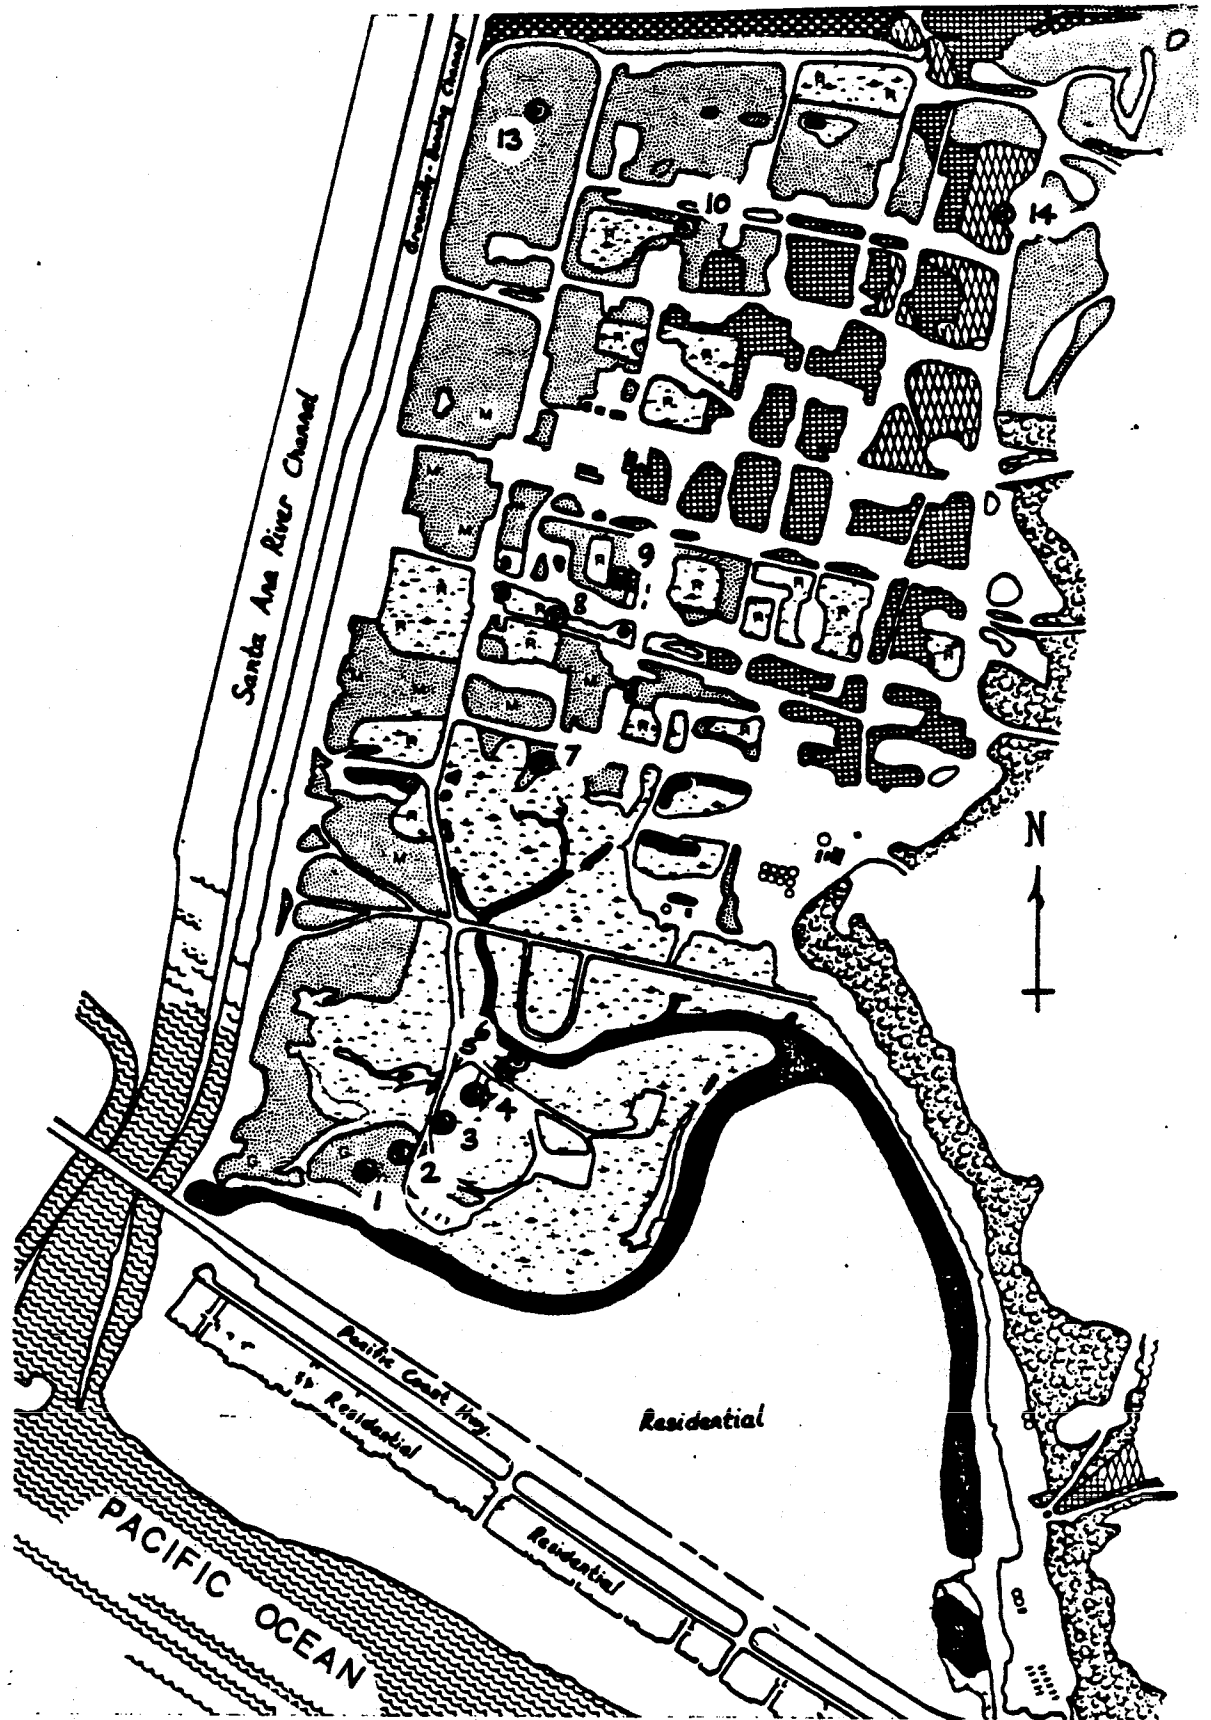 Greenville - Banning Channel
13
R
R
10
14
R
R
R
R
M
M
M
9
R
R
R
R
R
8
R
R
R
R
R
M
M
M
M
R
R
R
7
R
M
Santa Ana River Channel
N
6
5
4
3
G
G
2
1
Pacific Coast Hwy.
Residential
Residential
Residential
PACIFIC OCEAN